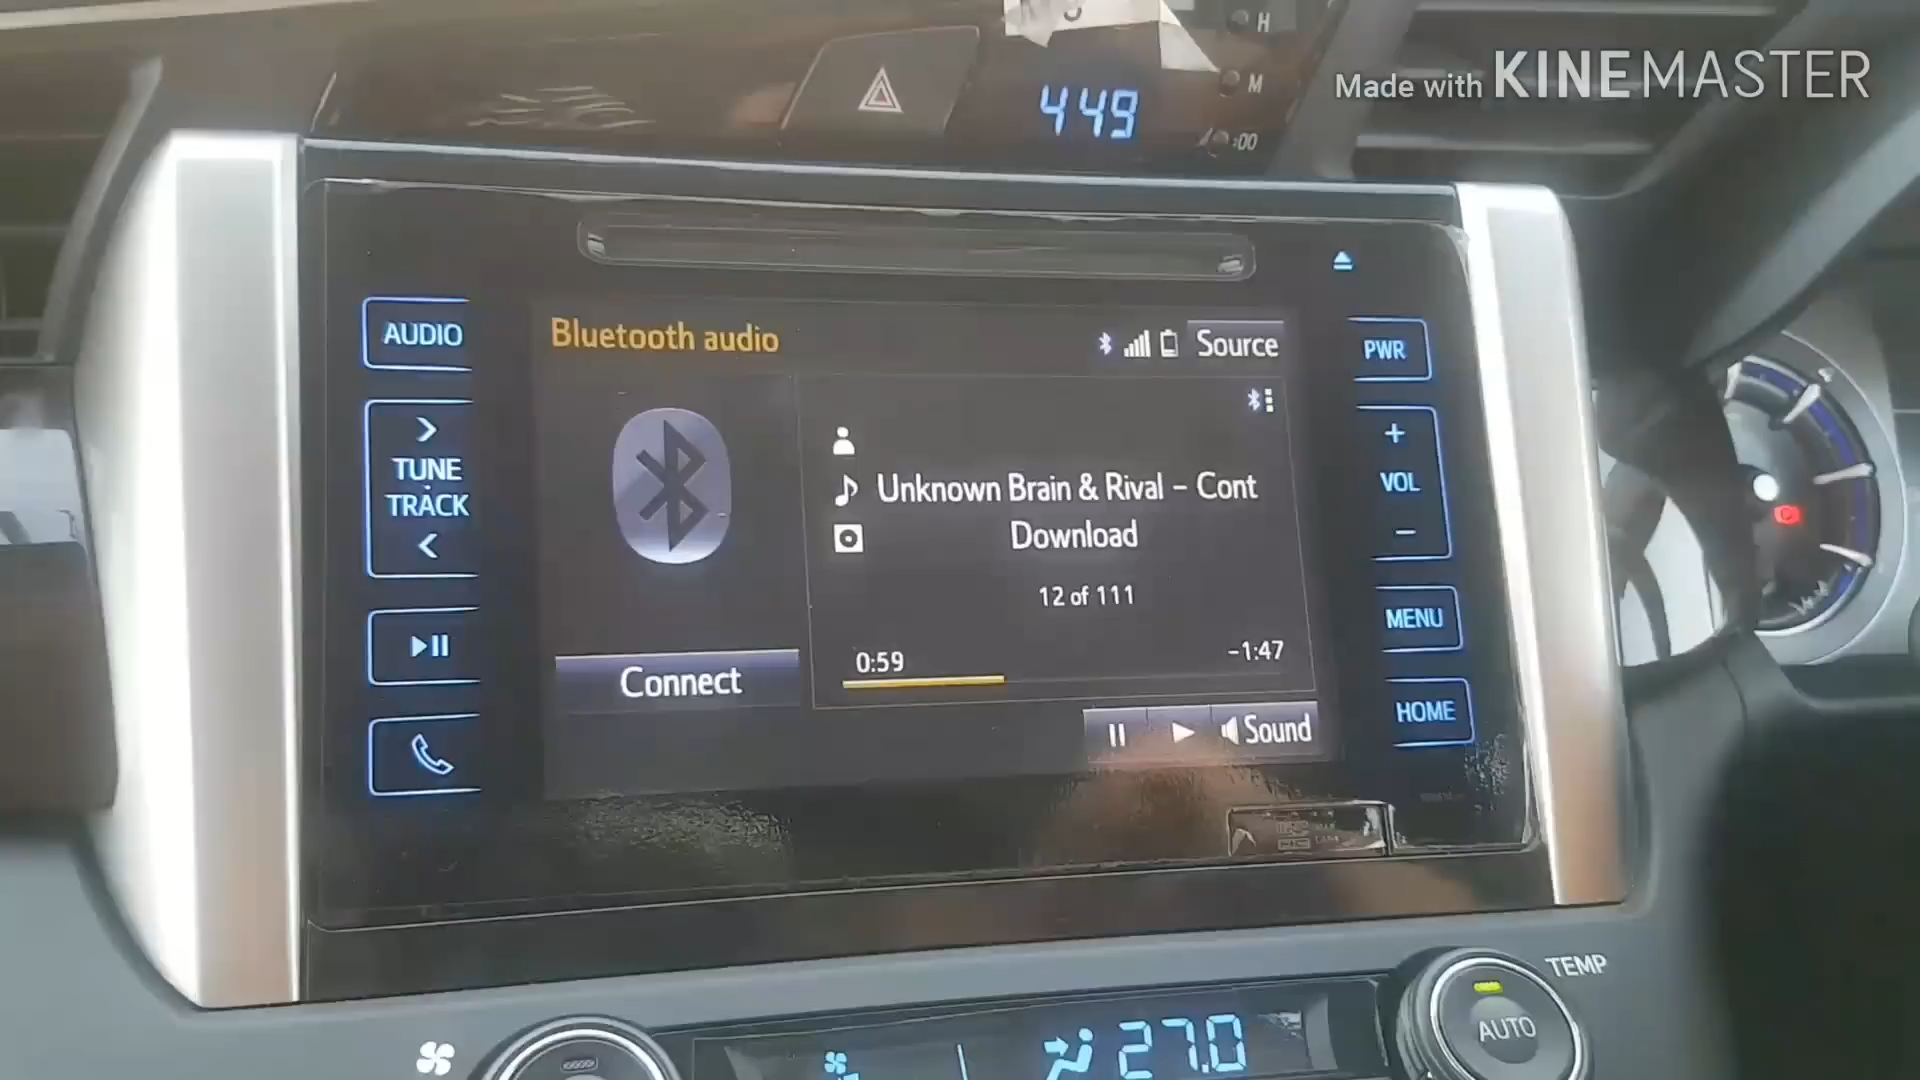 Made with KINEMASTER
H
449
M
:00
AUDIO
Bluetooth audio
Source
PWR
TUNE
TRACK
Unknown Brain & Rival - Cont
Download
12 of 111
+
VOL
-
MENU
0:59
-1:47
Connect
Sound
HOME
TEMP
AUTO
27.0